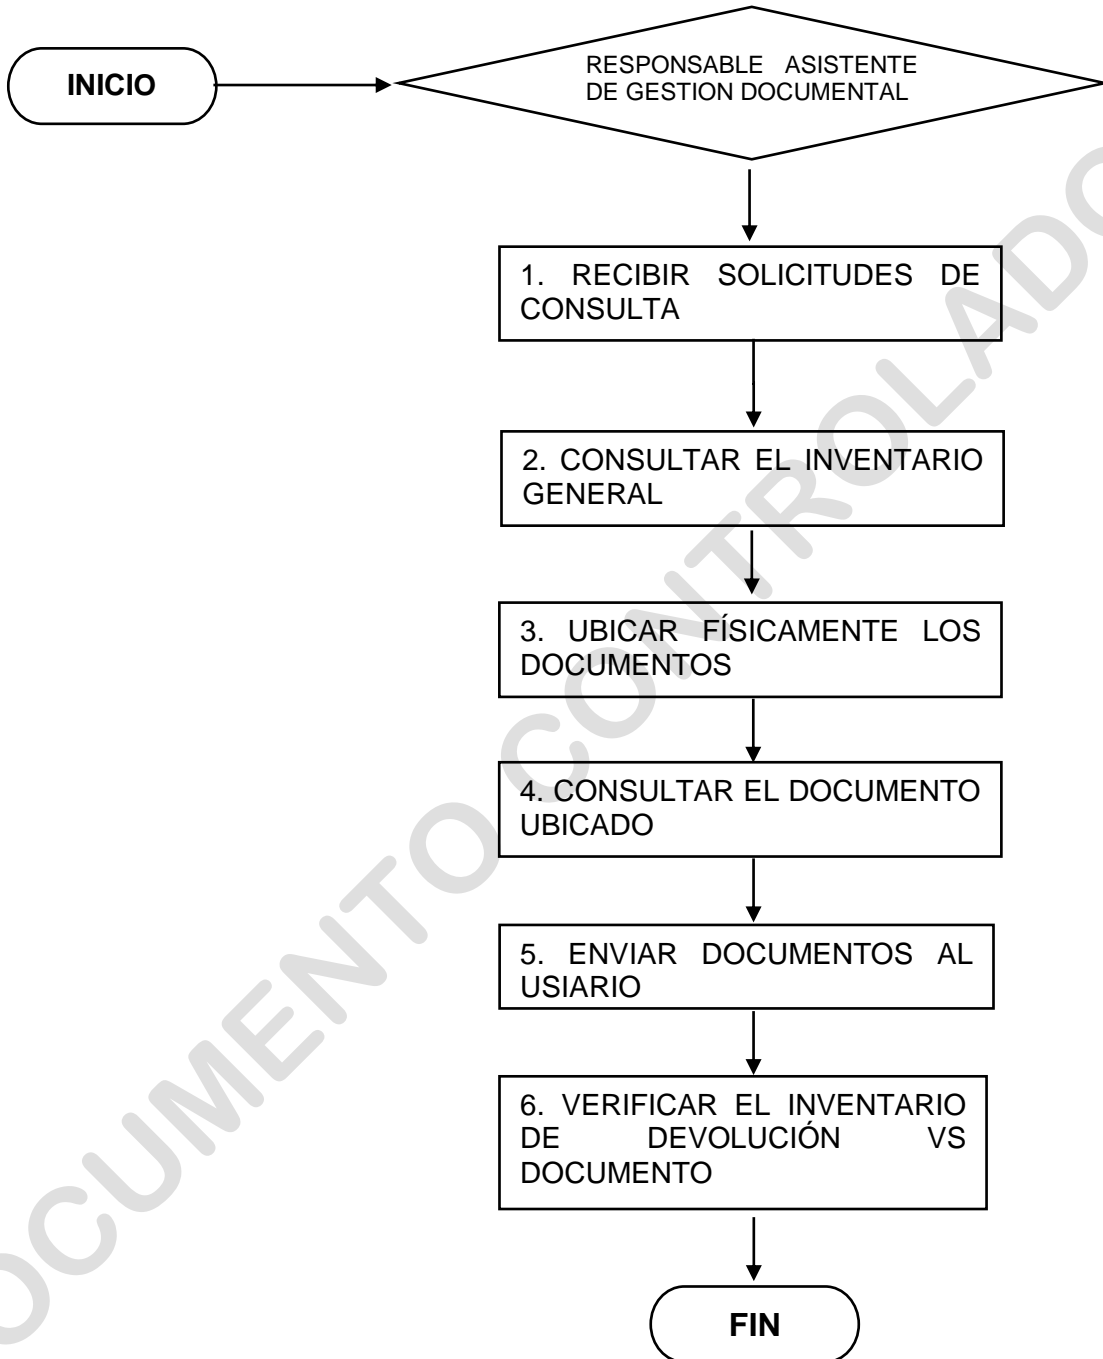 INICIO
RESPONSABLE ASISTENTE
DE GESTION DOCUMENTAL
1. RECIBIR SOLICITUDES DE
CONSULTA
2. CONSULTAR EL INVENTARIO
GENERAL
3. UBICAR FÍSICAMENTE LOS
DOCUMENTOS
4. CONSULTAR EL DOCUMENTO
UBICADO
5. ENVIAR DOCUMENTOS AL
USIARIO
6. VERIFICAR EL INVENTARIO
DE DEVOLUCIÓN VS
DOCUMENTO
FIN
OCUMENTO CONTROLADO